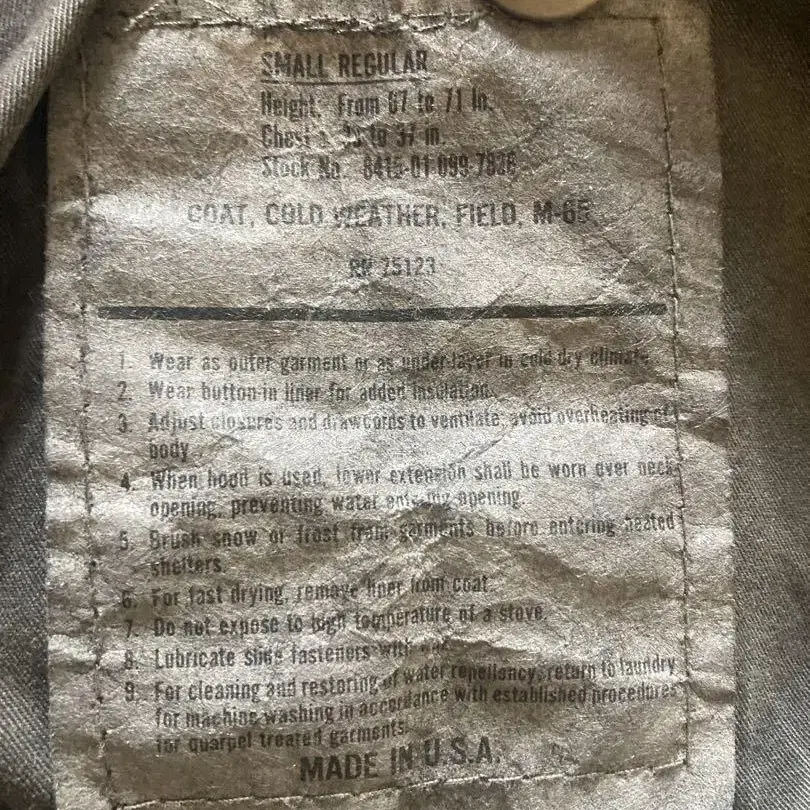 SMALL REGULAR
Height: From 67 to 71 in.
Chest to 37 in.
Stock No. 8415-01-099-7836
COAT, COLD WEATHER, FIELD, M-65
RN 75123
1. Wear as outer garment or as under-layer in cold dry climate
2. Wear button-in liner for added insulation.
3. Adjust closures and drawcords to ventilate, avoid overheating of
body
4. When hood is used, lower extension shall be worn over neck
opening, preventing water entering opening.
5. Brush snow or frost from garments before entering heated
shelters.
6. For fast drying, remove liner from coat.
7. Do not expose to high temperature of a stove.
8. Lubricate slide fasteners with
9. For cleaning and restoring of water repellency, return to laundry
for machine washing in accordance with established procedures
for quarpel treated garments.
MADE IN U.S.A.